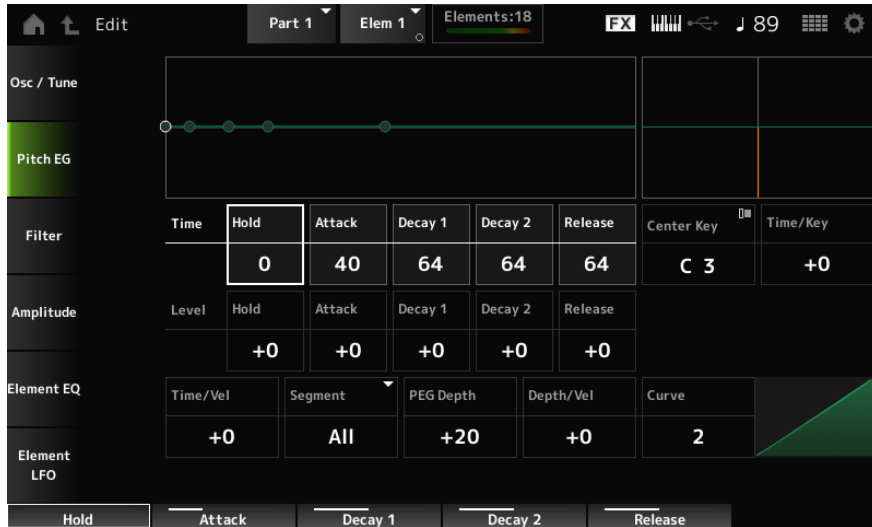 Edit Part 1 Elem 1 Elements:18 FX ♩ 89
Osc / Tune
Pitch EG
Filter
Amplitude
Element EQ
Element
LFO
Time Hold Attack Decay 1 Decay 2 Release Center Key Time/Key
0 40 64 64 64 C 3 +0
Level Hold Attack Decay 1 Decay 2 Release
+0 +0 +0 +0 +0
Time/Vel Segment PEG Depth Depth/Vel Curve
+0 All +20 +0 2
Hold Attack Decay 1 Decay 2 Release